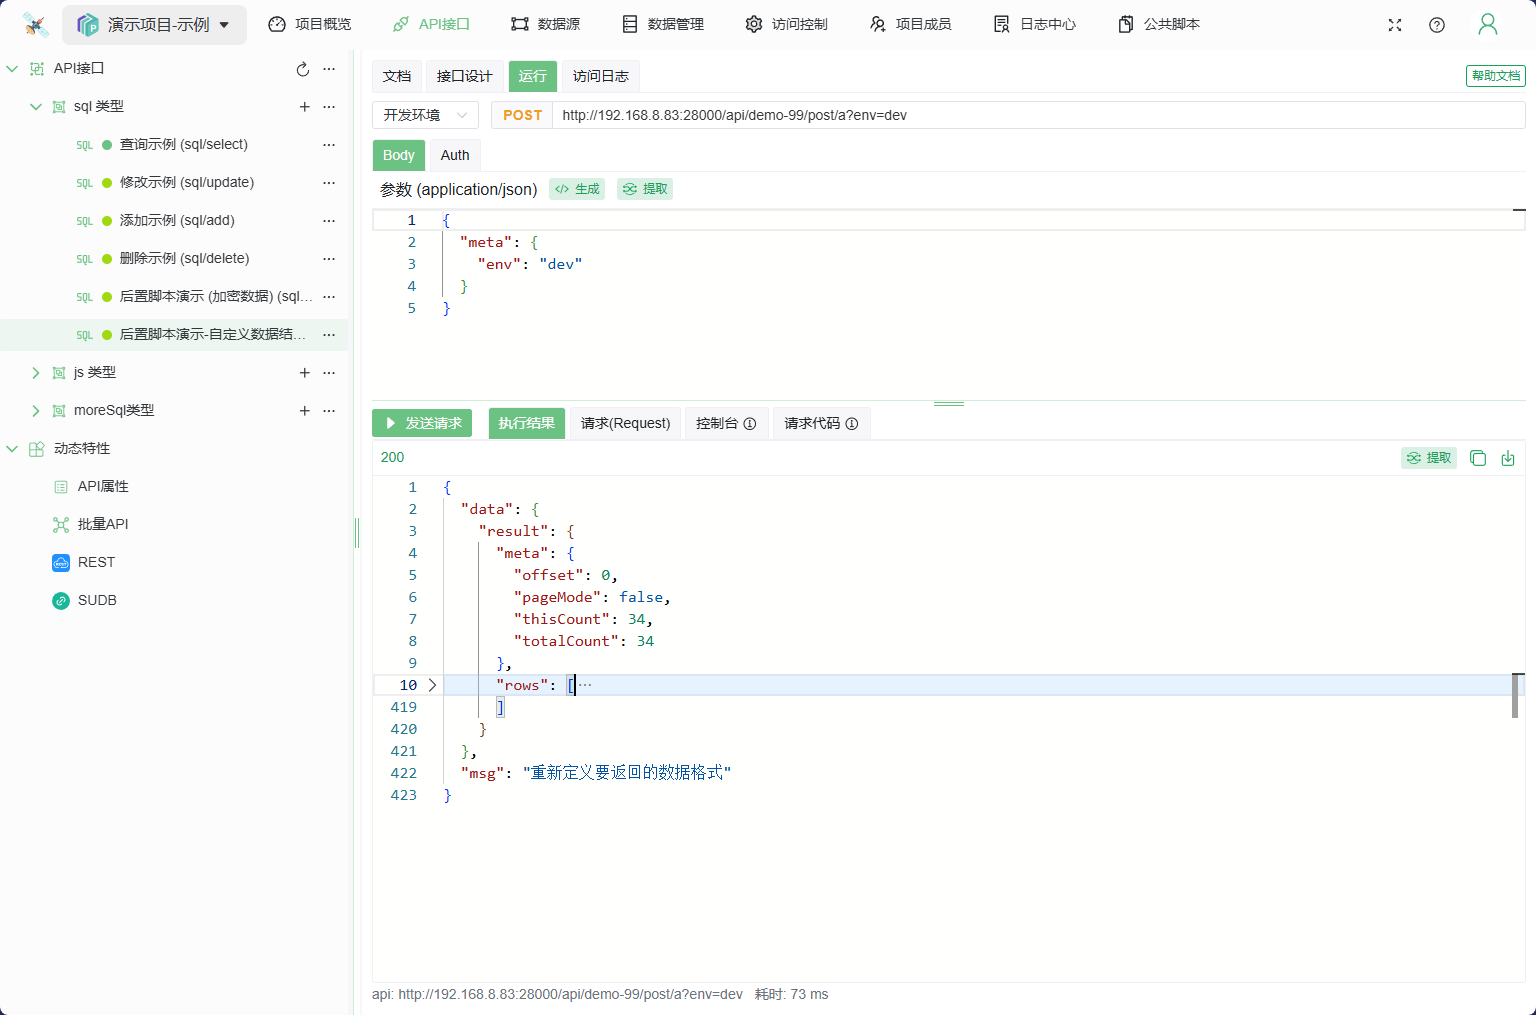 演示项目-示例 项目概览 API接口 数据源 数据管理 访问控制 项目成员 日志中心 公共脚本
API接口
sql 类型
SQL 查询示例 (sql/select)
SQL 修改示例 (sql/update)
SQL 添加示例 (sql/add)
SQL 删除示例 (sql/delete)
SQL 后置脚本演示 (加密数据) (sql...
SQL 后置脚本演示-自定义数据结...
js 类型
moreSql类型
动态特性
API属性
批量API
REST
SUDB
文档 接口设计 运行 访问日志 帮助文档
开发环境 POST http://192.168.8.83:28000/api/demo-99/post/a?env=dev
Body Auth
参数 (application/json) </> 生成 提取
1 {
2 "meta": {
3 "env": "dev"
4 }
5 }
发送请求 执行结果 请求(Request) 控制台 请求代码
200 提取
1 {
2 "data": {
3 "result": {
4 "meta": {
5 "offset": 0,
6 "pageMode": false,
7 "thisCount": 34,
8 "totalCount": 34
9 },
10 "rows": [···
419 ]
420 }
421 },
422 "msg": "重新定义要返回的数据格式"
423 }
api: http://192.168.8.83:28000/api/demo-99/post/a?env=dev 耗时: 73 ms